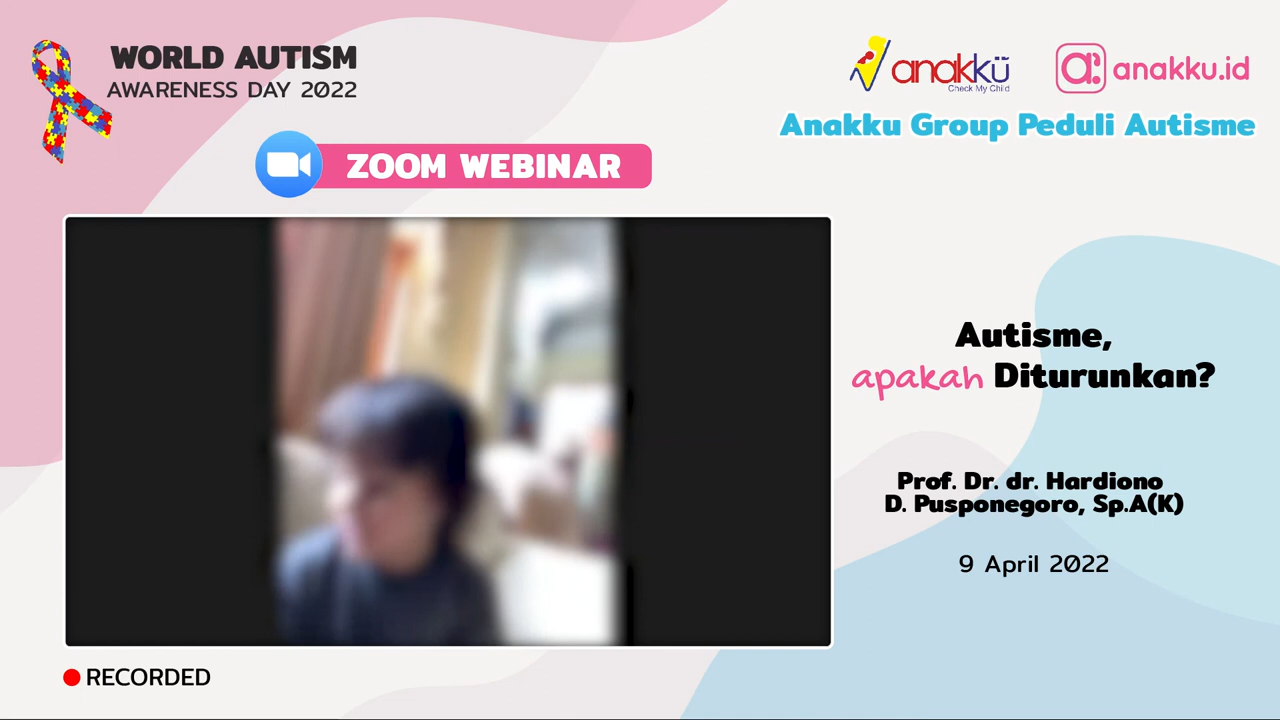 WORLD AUTISM
AWARENESS DAY 2022
anakkü
Check My Child
a: anakku.id
Anakku Group Peduli Autisme
ZOOM WEBINAR
Autisme,
apakah Diturunkan?
Prof. Dr. dr. Hardiono
D. Pusponegoro, Sp.A(K)
9 April 2022
RECORDED